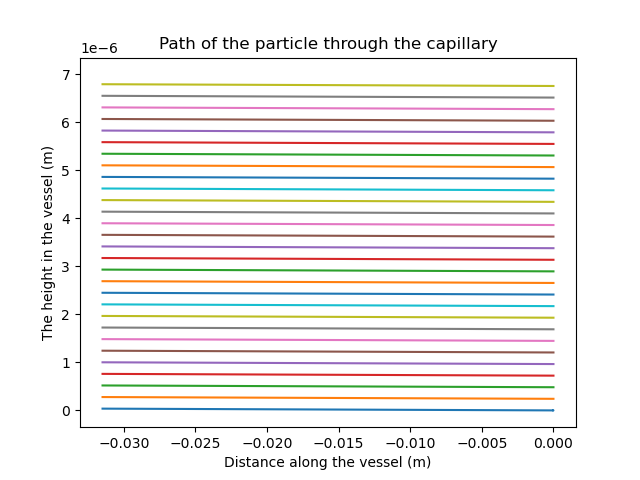 Path of the particle through the capillary
1e−6
7
6
5
4
3
2
1
0
The height in the vessel (m)
−0.030 −0.025 −0.020 −0.015 −0.010 −0.005 0.000
Distance along the vessel (m)